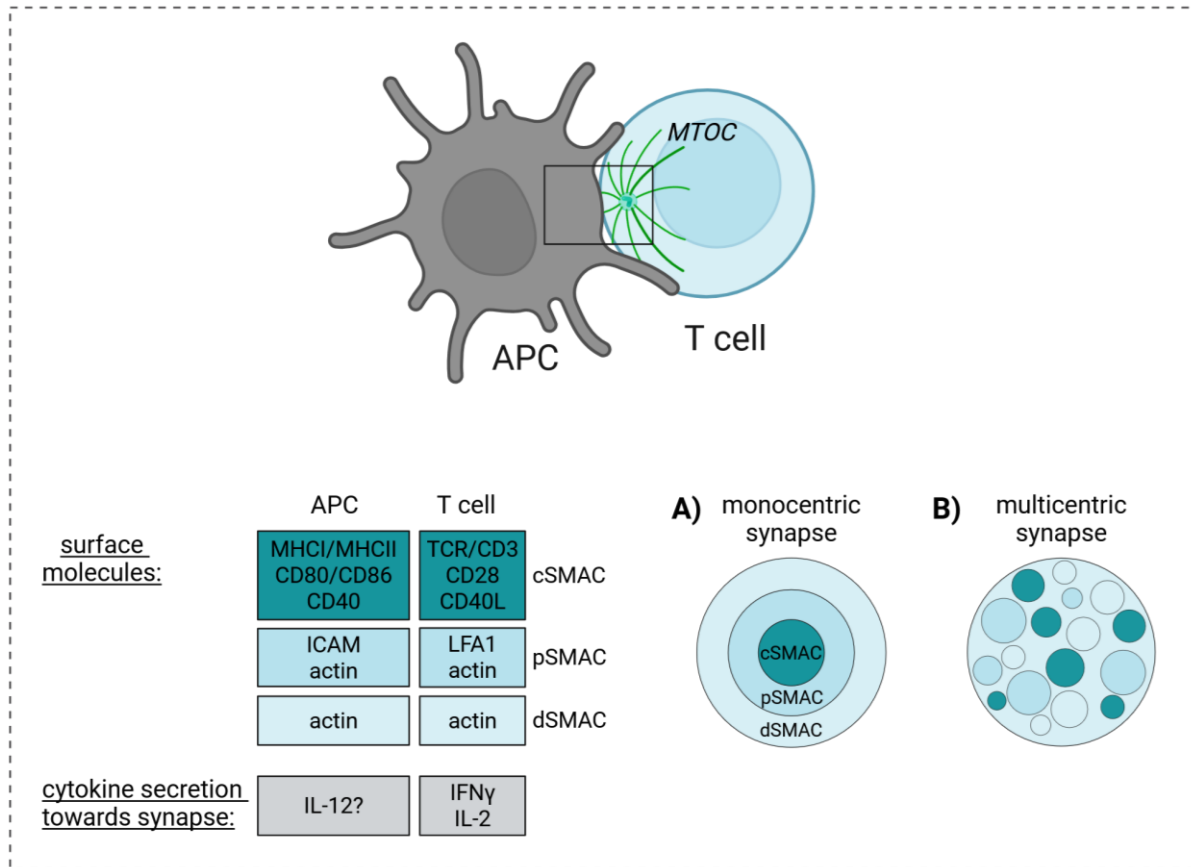 MTOC
APC
T cell
APC
T cell
surface
molecules:
MHCI/MHCII
CD80/CD86
CD40
TCR/CD3
CD28
CD40L
cSMAC
ICAM
actin
LFA1
actin
pSMAC
actin
actin
dSMAC
cytokine secretion
towards synapse:
IL-12?
IFNγ
IL-2
A) monocentric
synapse
cSMAC
pSMAC
dSMAC
B) multicentric
synapse